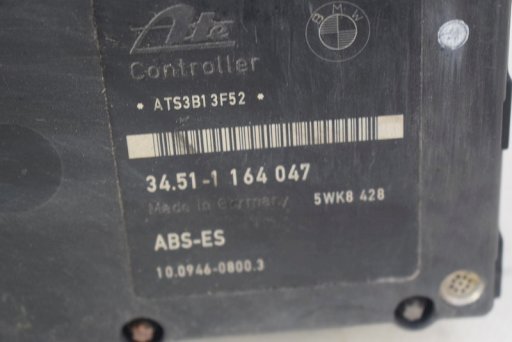 Ate
BMW
Controller
* ATS3B13F52 *
34.51-1 164 047
Made in Germany
5WK8 428
ABS-ES
10.0946-0800.3